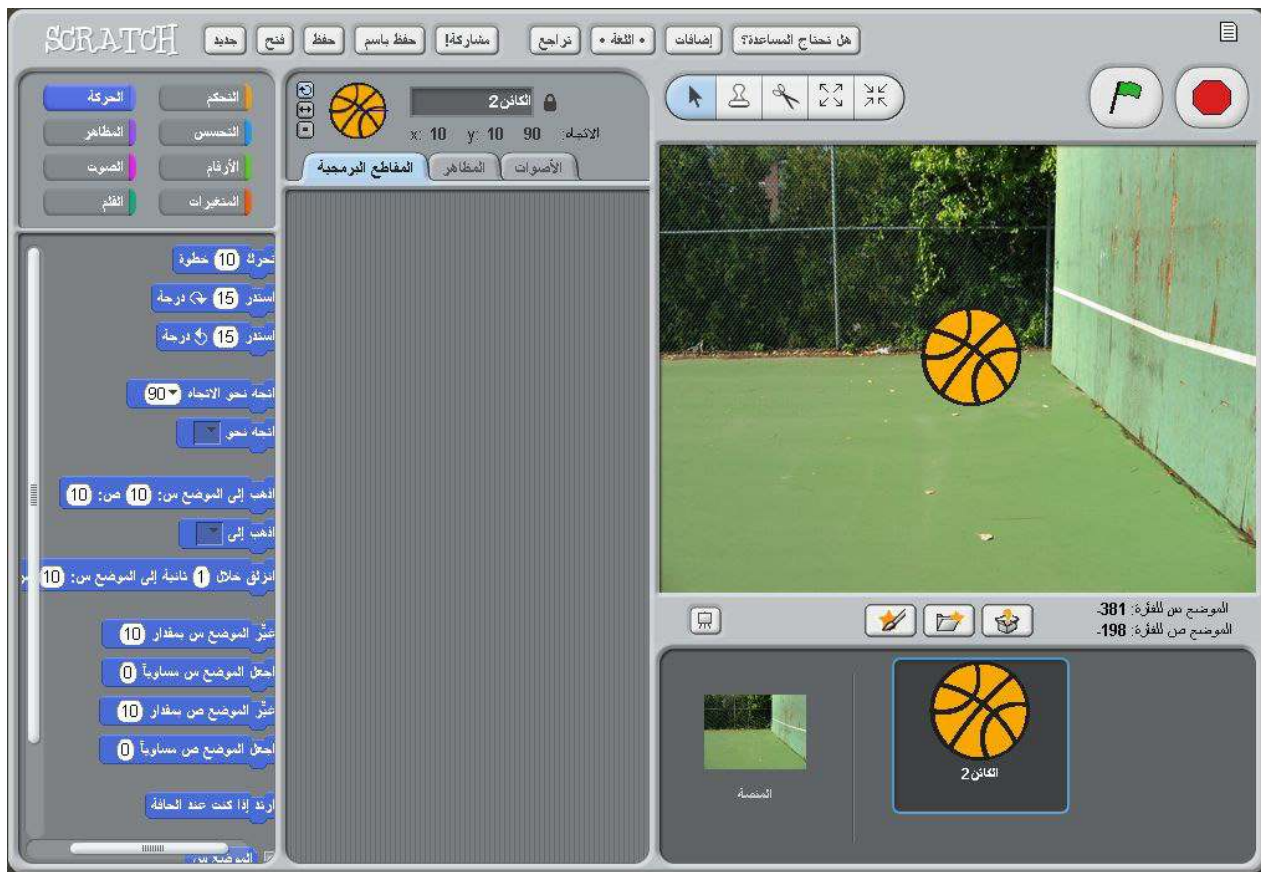 SCRATCH
جديد
فتح
حفظ
حفظ باسم
مشاركة!
تراجع
• اللغة •
إضافات
هل تحتاج المساعدة؟
الحركة
التحكم
المظاهر
التحسس
الصوت
الأرقام
القلم
المتغيرات
تحرك 10 خطوة
استدر 15 درجة
استدر 15 درجة
اتجه نحو الاتجاه 90
اتجه نحو
اذهب إلى الموضع س: 10 ص: 10
اذهب إلى
انزلق خلال 1 ثانية إلى الموضع س: 10
غيّر الموضع س بمقدار 10
اجعل الموضع س مساوياً 0
غيّر الموضع ص بمقدار 10
اجعل الموضع ص مساوياً 0
ارتد إذا كنت عند الحافة
الموضع س
الكائن2
x: 10 y: 10 90 الاتجاه:
المقاطع البرمجية
المظاهر
الأصوات
الموضع س للفأرة: 381-
الموضع ص للفأرة: 198-
المنصة
الكائن2